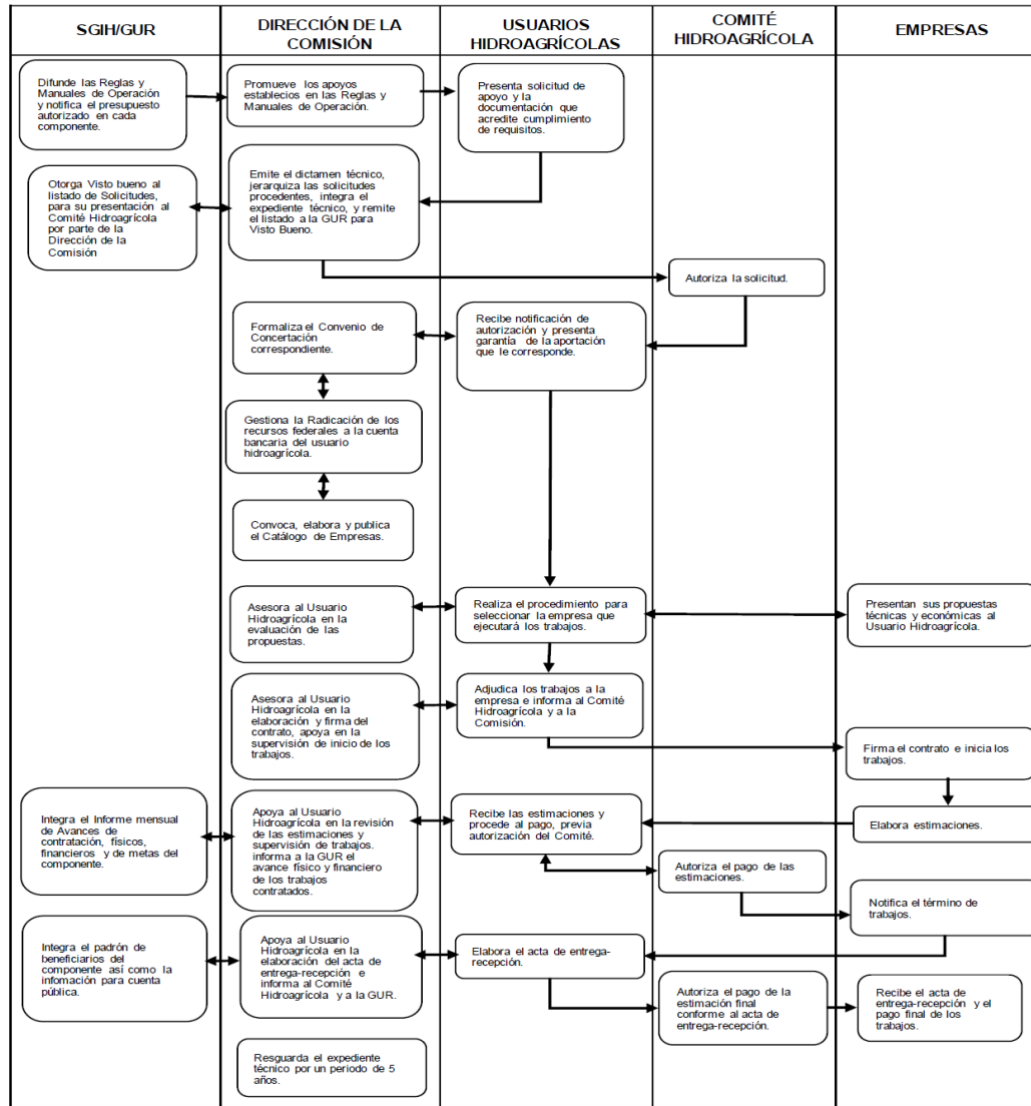 SGIH/GUR
DIRECCIÓN DE LA
COMISIÓN
USUARIOS
HIDROAGRÍCOLAS
COMITÉ
HIDROAGRÍCOLA
EMPRESAS
Difunde las Reglas y
Manuales de Operación
y notifica el presupuesto
autorizado en cada
componente.
Promueve los apoyos
establecios en las Reglas y
Manuales de Operación.
Presenta solicitud de
apoyo y la
documentación que
acredite cumplimiento
de requisitos.
Otorga Visto bueno al
listado de Solicitudes,
para su presentación al
Comité Hidroagrícola
por parte de la
Dirección de la
Comisión
Emite el dictamen técnico,
jerarquiza las solicitudes
procedentes, integra el
expediente técnico, y remite
el listado a la GUR para
Visto Bueno.
Autoriza la solicitud.
Formaliza el Convenio de
Concertación
correspondiente.
Recibe notificación de
autorización y presenta
garantía de la aportación
que le corresponde.
Gestiona la Radicación de los
recursos federales a la cuenta
bancaria del usuario
hidroagrícola.
Convoca, elabora y publica
el Catálogo de Empresas.
Asesora al Usuario
Hidroagrícola en la
evaluación de las
propuestas.
Realiza el procedimiento para
seleccionar la empresa que
ejecutará los trabajos.
Presentan sus propuestas
técnicas y económicas al
Usuario Hidroagrícola.
Asesora al Usuario
Hidroagrícola en la
elaboración y firma del
contrato, apoya en la
supervisión de inicio de los
trabajos.
Adjudica los trabajos a la
empresa e informa al Comité
Hidroagrícola y a la
Comisión.
Firma el contrato e inicia los
trabajos.
Integra el Informe mensual
de Avances de
contratación, físicos,
financieros y de metas del
componente.
Apoya al Usuario
Hidroagrícola en la revisión
de las estimaciones y
supervisión de trabajos.
informa a la GUR el
avance físico y financiero
de los trabajos
contratados.
Recibe las estimaciones y
procede al pago, previa
autorización del Comité.
Elabora estimaciones.
Autoriza el pago de las
estimaciones.
Notifica el término de
trabajos.
Integra el padrón de
beneficiarios del
componente así como la
infomación para cuenta
pública.
Apoya al Usuario
Hidroagrícola en la
elaboración del acta de
entrega-recepción e
informa al Comité
Hidroagrícola y a la GUR.
Elabora el acta de entrega-
recepción.
Autoriza el pago de la
estimación final
conforme al acta de
entrega-recepción.
Recibe el acta de
entrega-recepción y el
pago final de los
trabajos.
Resguarda el expediente
técnico por un periodo de 5
años.